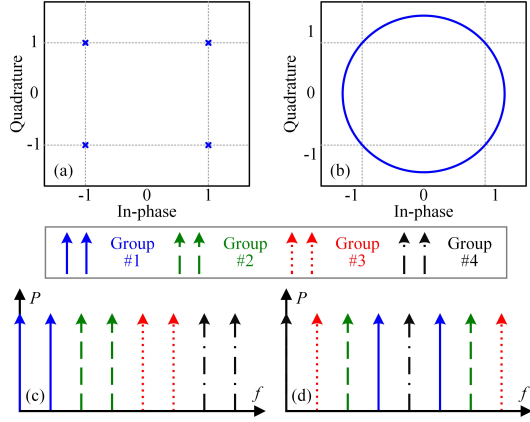 Quadrature
1
0
-1
(a)
-1
0
1
In-phase
Quadrature
1
0
-1
(b)
-1
0
1
In-phase
Group #1
Group #2
Group #3
Group #4
P
(c)
f
P
(d)
f